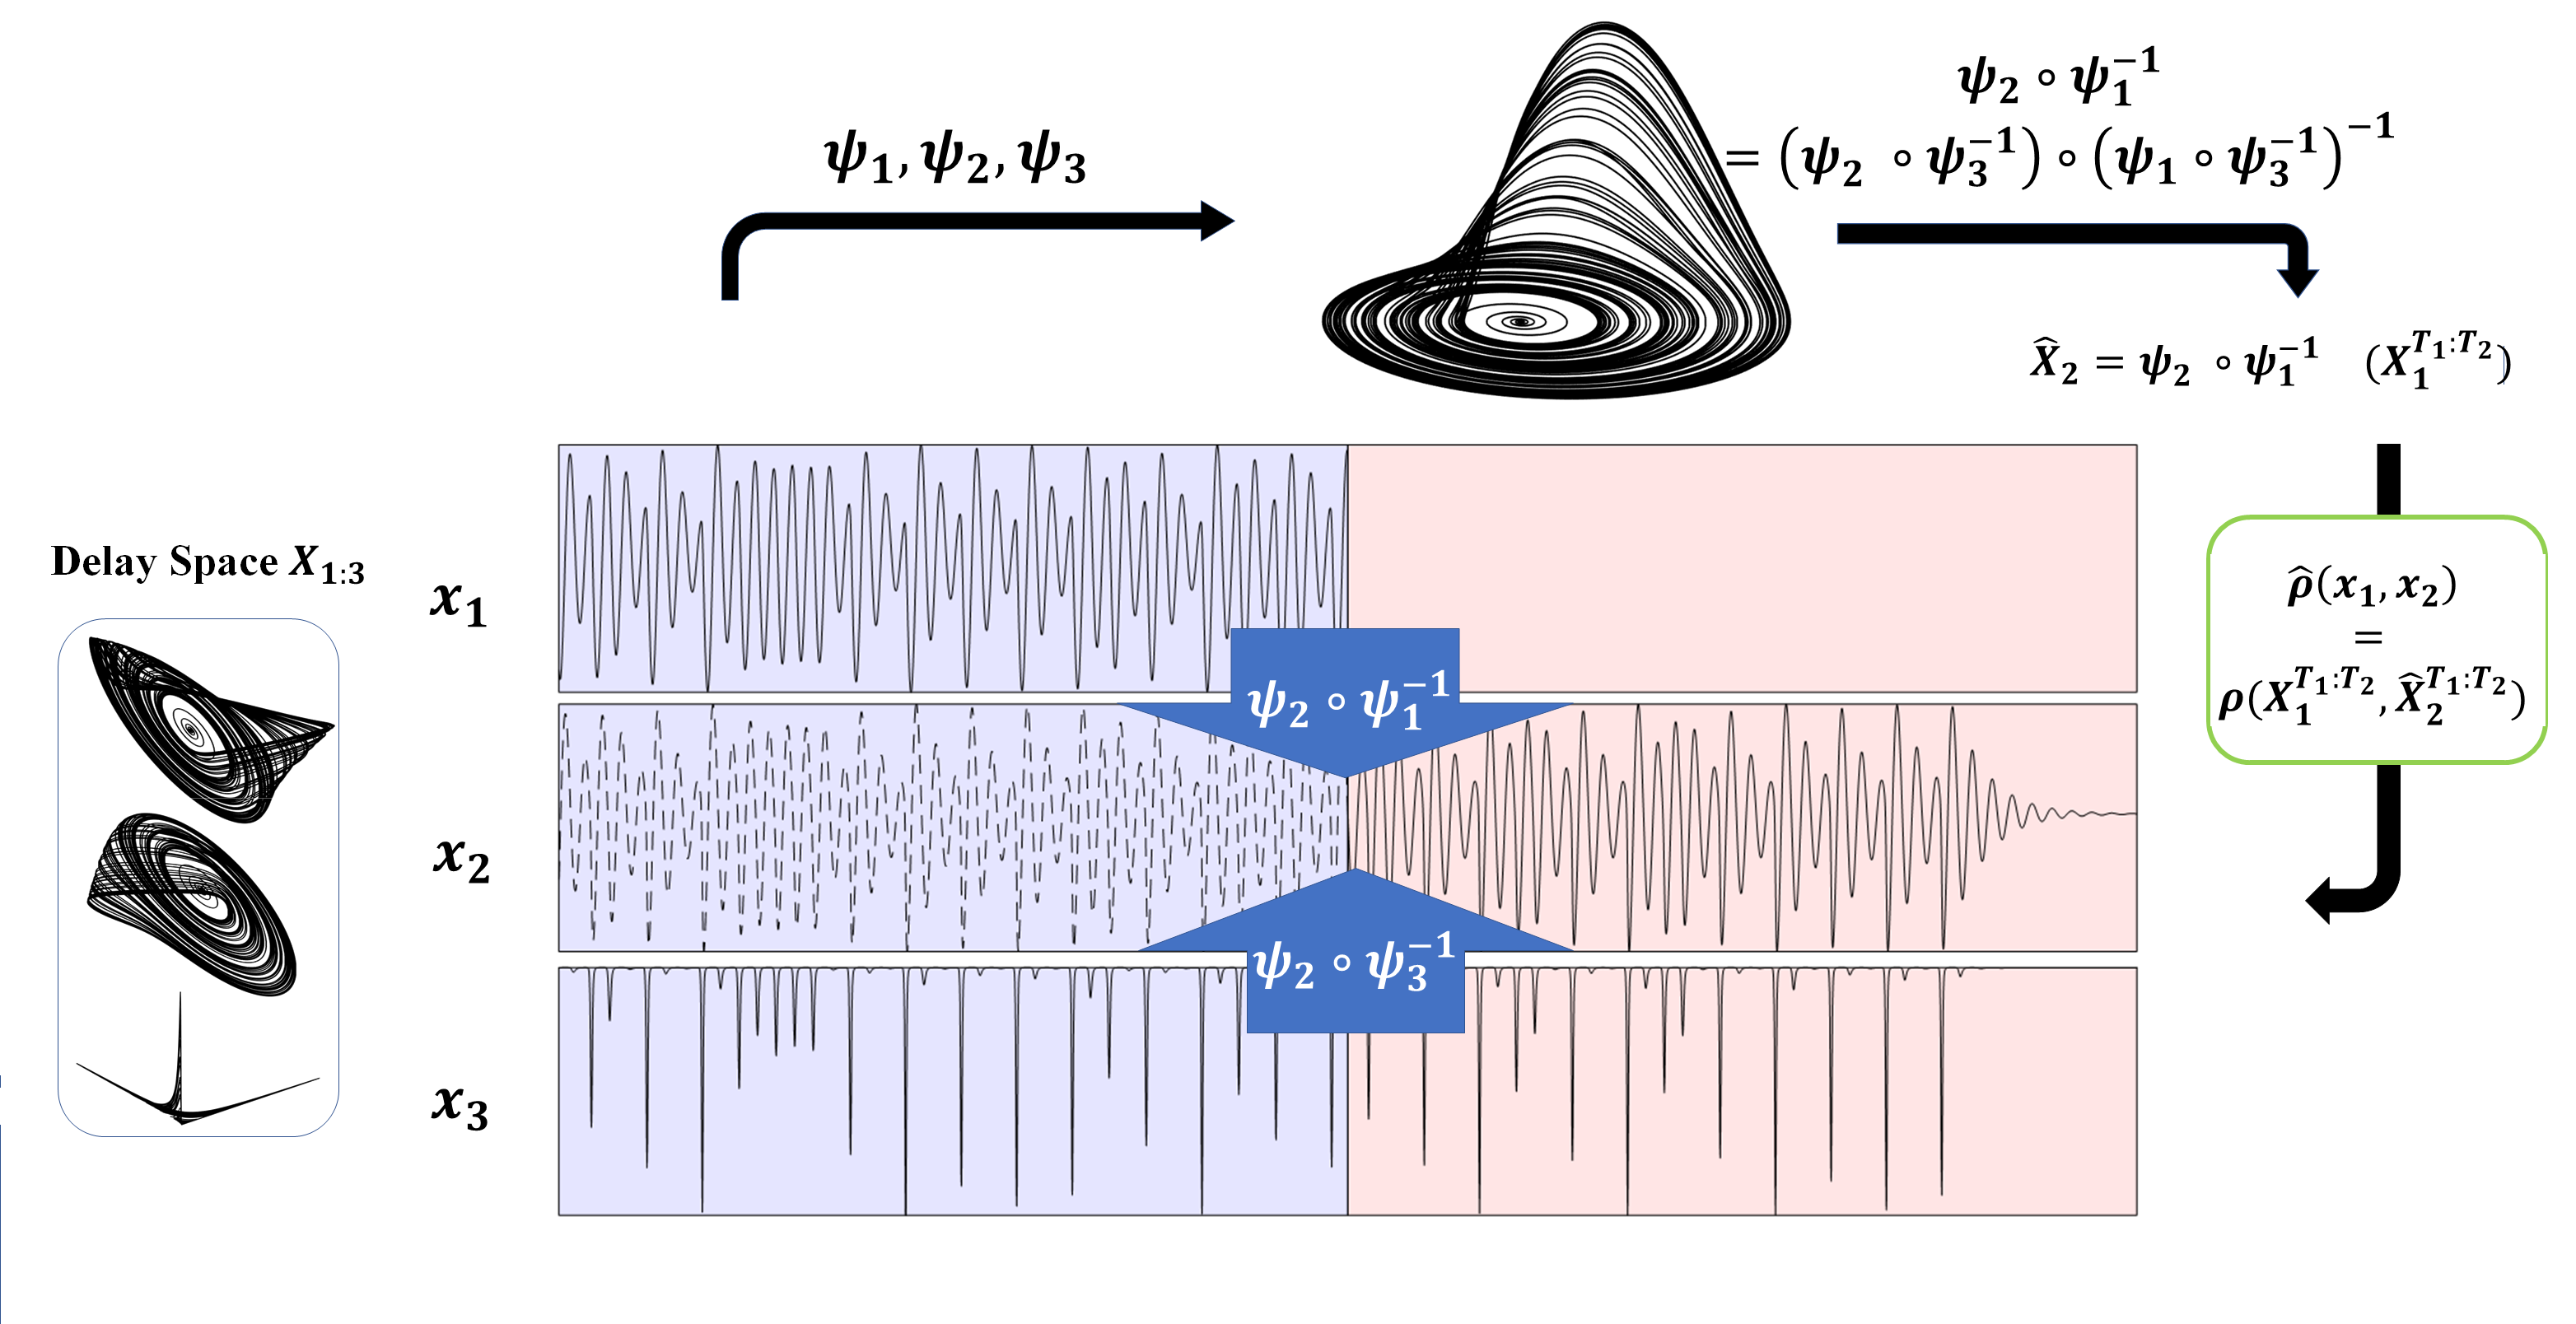 ψ₂ ∘ ψ₁⁻¹
ψ₁, ψ₂, ψ₃
= (ψ₂ ∘ ψ₃⁻¹) ∘ (ψ₁ ∘ ψ₃⁻¹)⁻¹
X̂₂ = ψ₂ ∘ ψ₁⁻¹ (X₁^{T₁:T₂})
Delay Space X₁:₃
x₁
ρ̂(x₁, x₂)
=
ρ(X₁^{T₁:T₂}, X̂₂^{T₁:T₂})
ψ₂ ∘ ψ₁⁻¹
x₂
ψ₂ ∘ ψ₃⁻¹
x₃